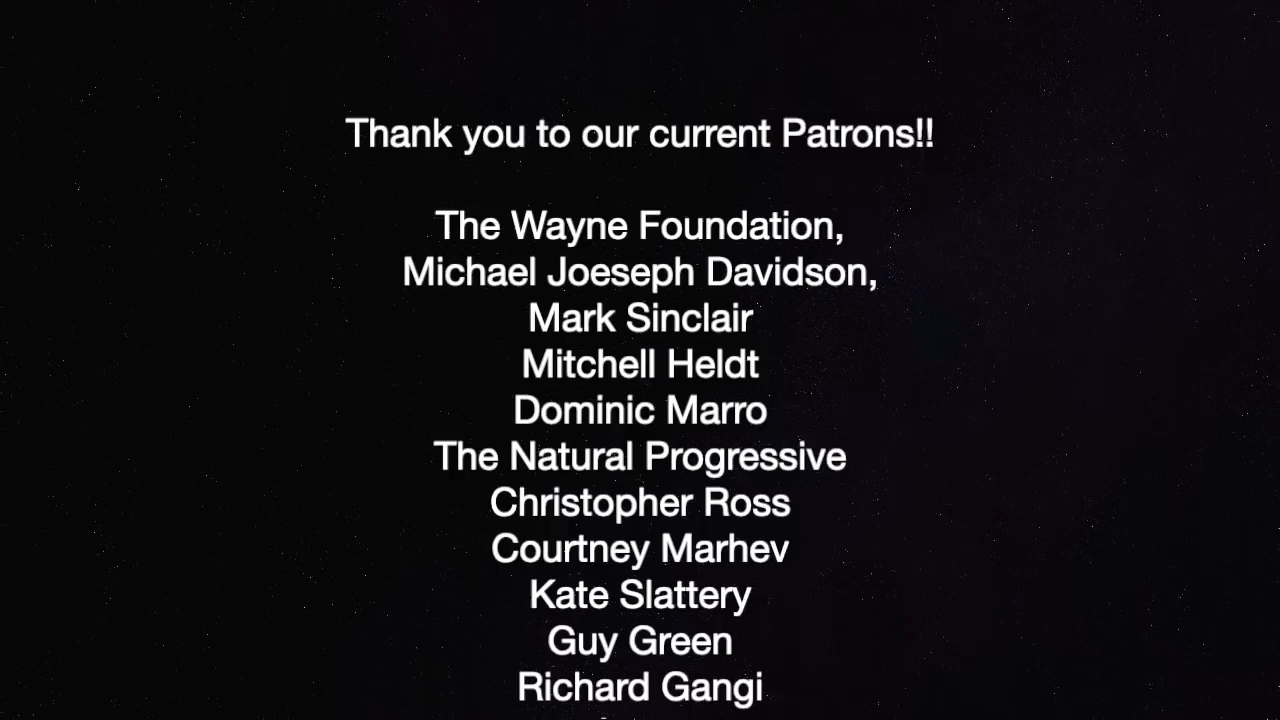 Thank you to our current Patrons!!
The Wayne Foundation,
Michael Joeseph Davidson,
Mark Sinclair
Mitchell Heldt
Dominic Marro
The Natural Progressive
Christopher Ross
Courtney Marhev
Kate Slattery
Guy Green
Richard Gangi